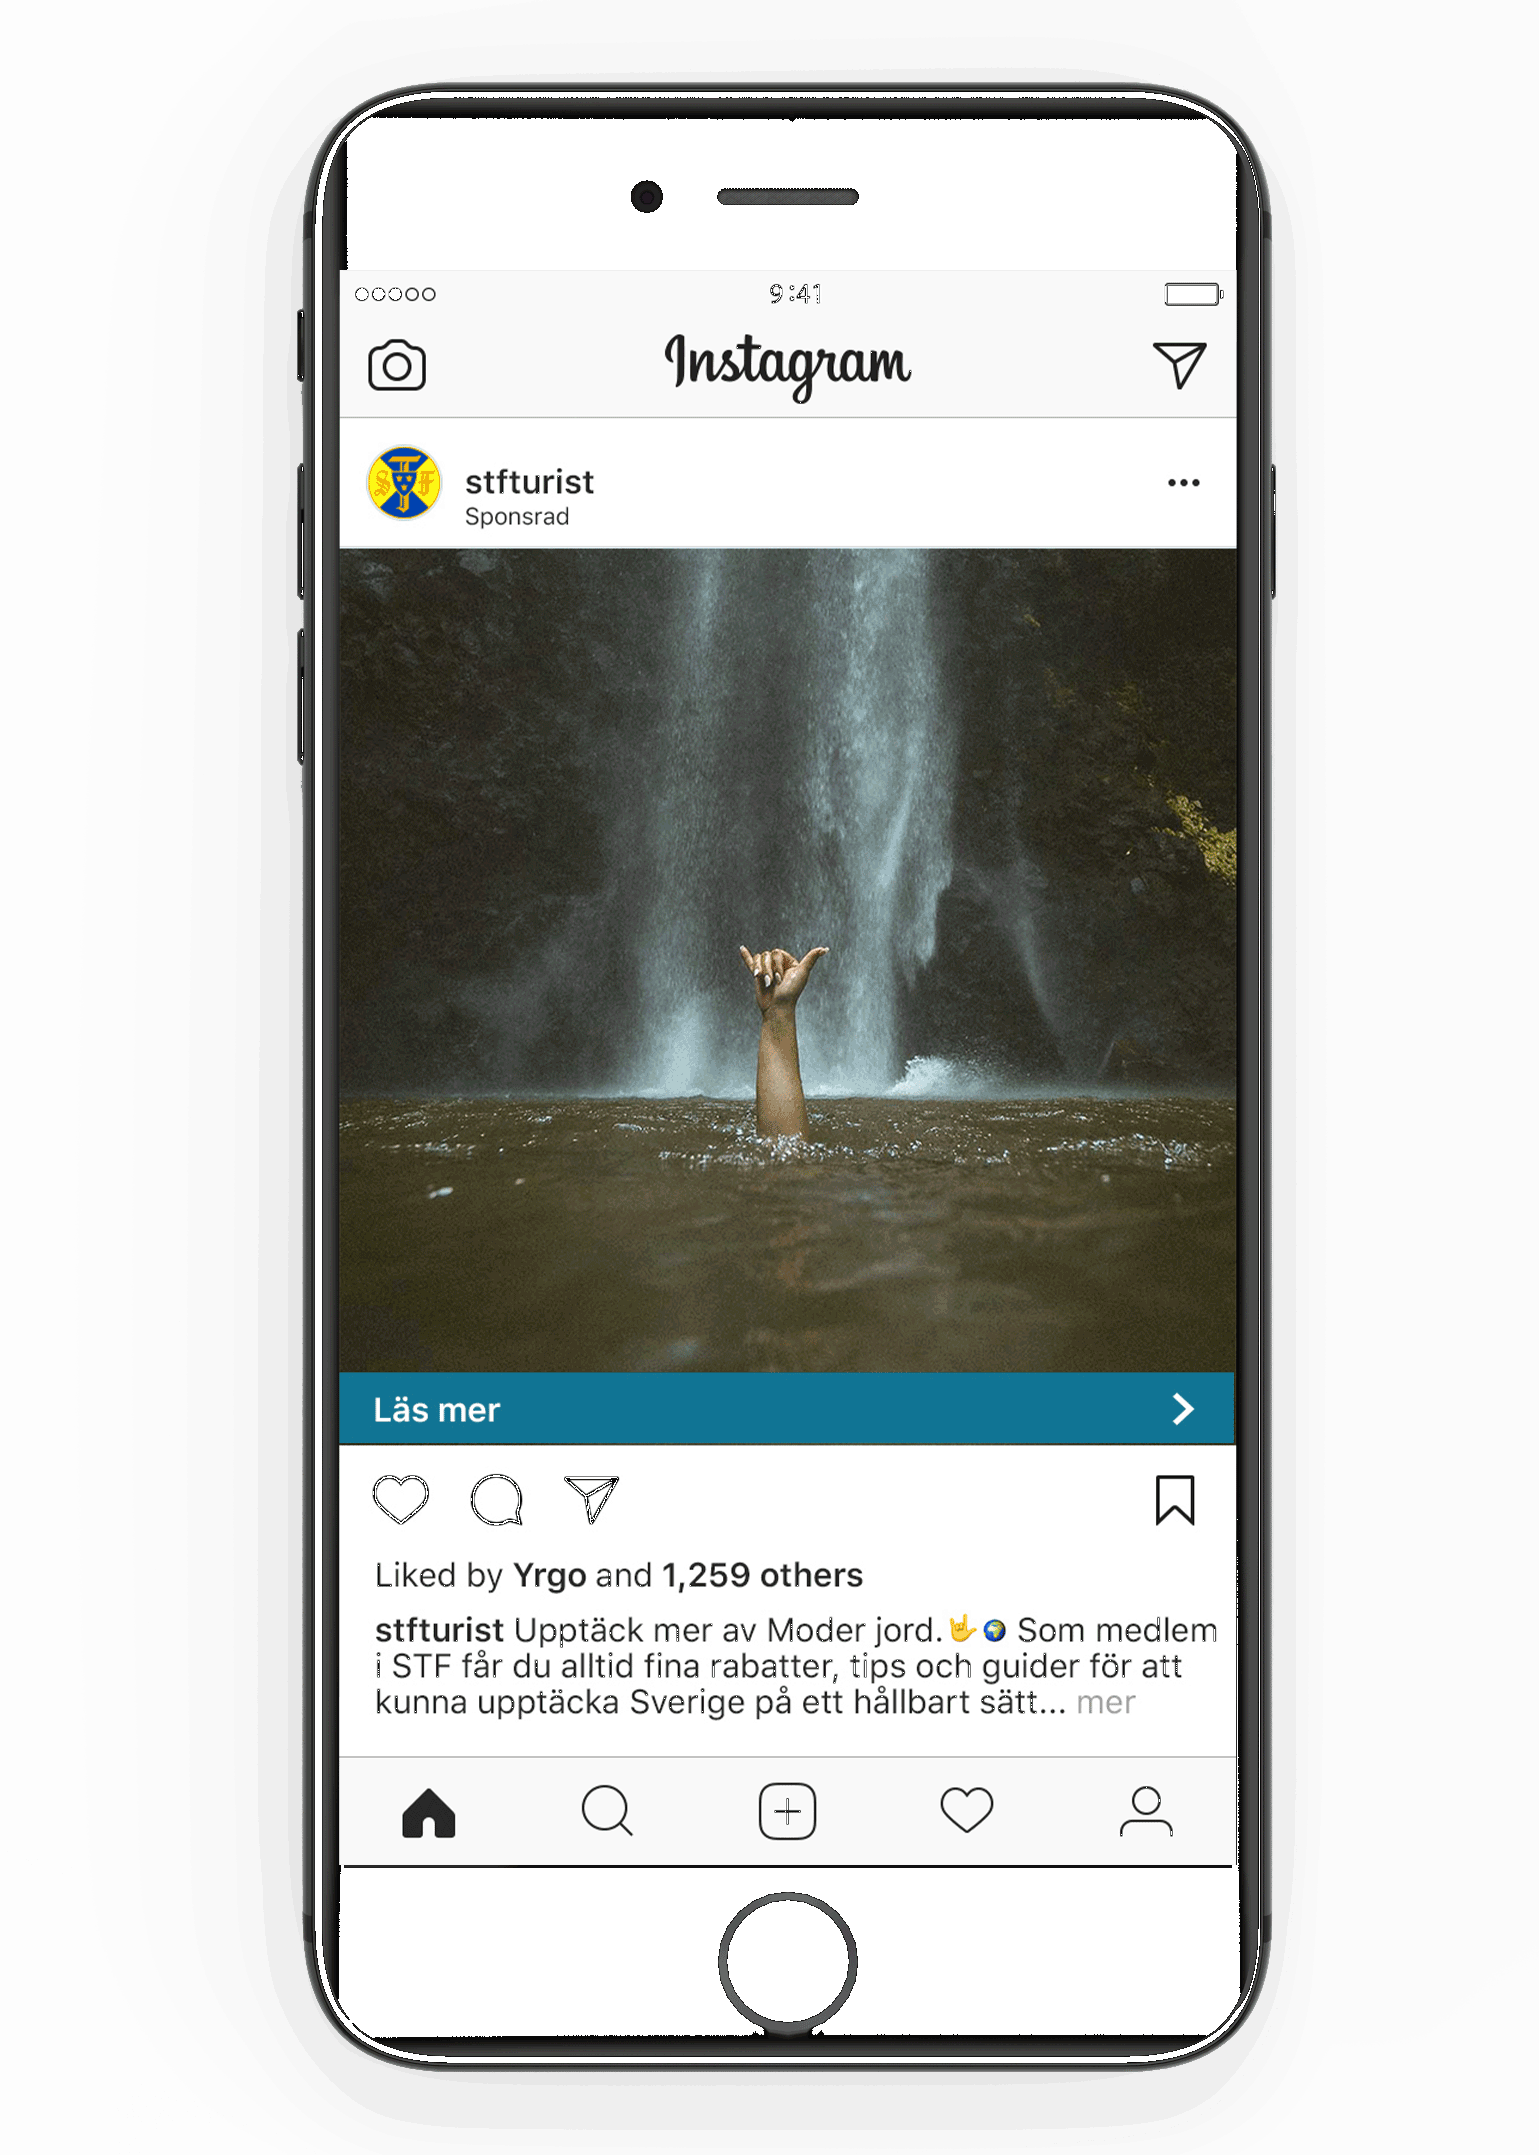 9:41
Instagram
STF
stfturist
Sponsrad
Läs mer
Liked by Yrgo and 1,259 others
stfturist Upptäck mer av Moder jord.🤟🌍 Som medlem
i STF får du alltid fina rabatter, tips och guider för att
kunna upptäcka Sverige på ett hållbart sätt... mer